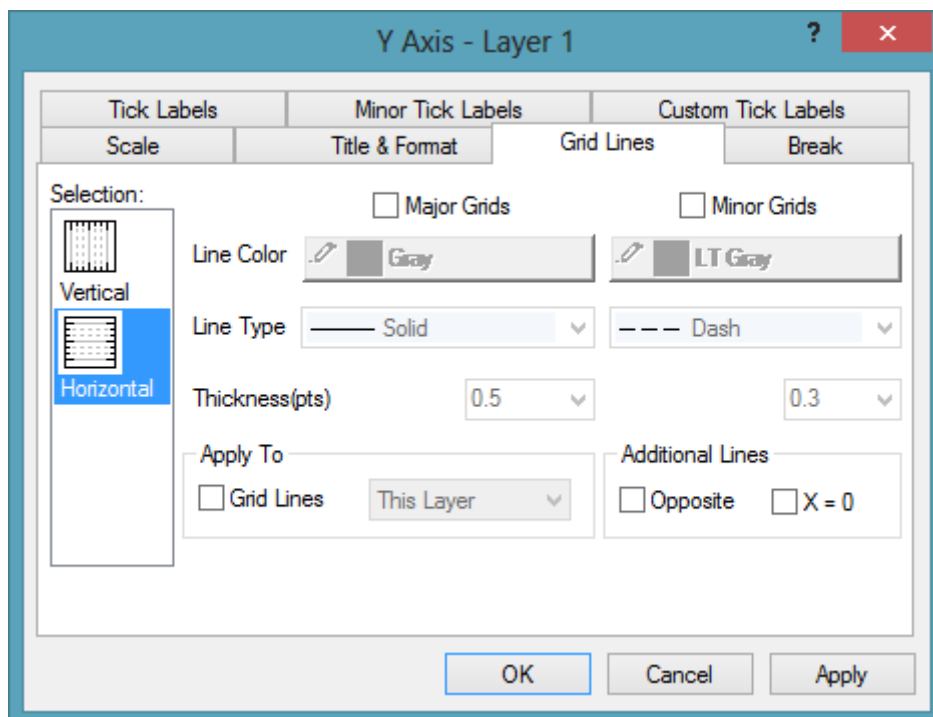 Y Axis - Layer 1
?
Tick Labels
Minor Tick Labels
Custom Tick Labels
Scale
Title & Format
Grid Lines
Break
Selection:
Vertical
Horizontal
Major Grids
Minor Grids
Line Color
Gray
LT Gray
Line Type
Solid
Dash
Thickness(pts)
0.5
0.3
Apply To
Grid Lines
This Layer
Additional Lines
Opposite
X = 0
OK
Cancel
Apply